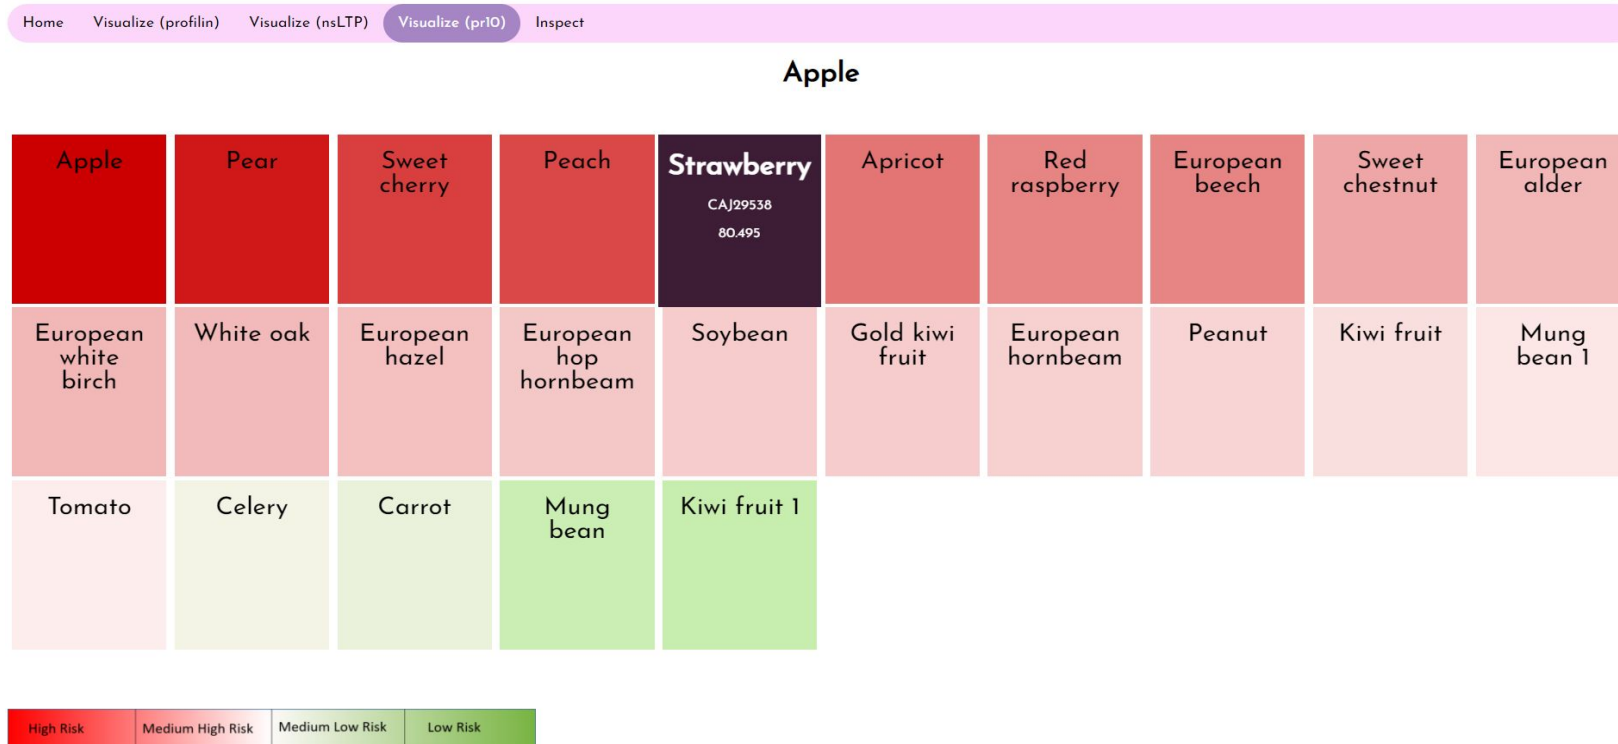 Home Visualize (profilin) Visualize (nsLTP) Visualize (pr10) Inspect
Apple
Apple
Pear
Sweet
cherry
Peach
Strawberry
CAJ29538
80.495
Apricot
Red
raspberry
European
beech
Sweet
chestnut
European
alder
European
white
birch
White oak
European
hazel
European
hop
hornbeam
Soybean
Gold kiwi
fruit
European
hornbeam
Peanut
Kiwi fruit
Mung
bean 1
Tomato
Celery
Carrot
Mung
bean
Kiwi fruit 1
High Risk Medium High Risk Medium Low Risk Low Risk